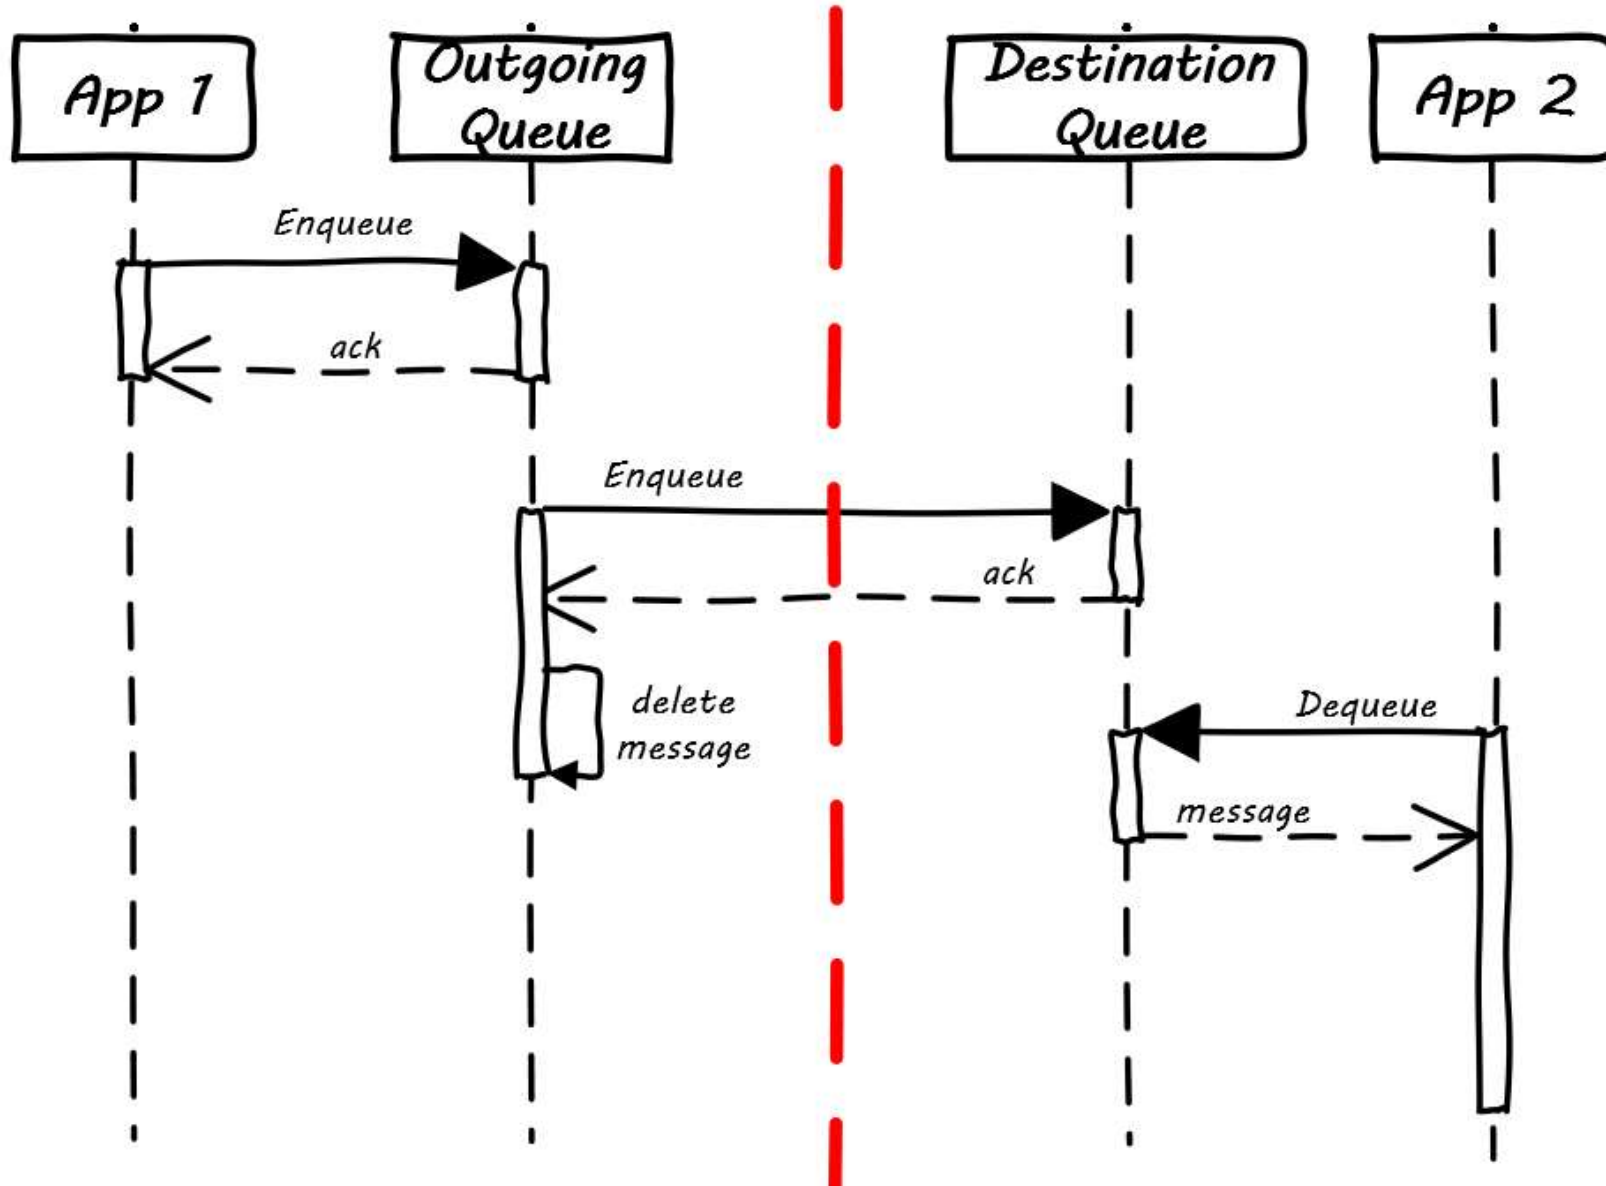 App 1
Outgoing
Queue
Destination
Queue
App 2
Enqueue
ack
Enqueue
ack
delete
message
Dequeue
message